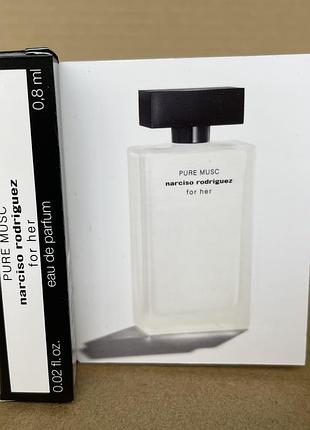 PURE MUSC
narciso rodriguez
for her
eau de parfum
0,8 ml
0.02 fl. oz.
PURE MUSC
narciso rodriguez
for her